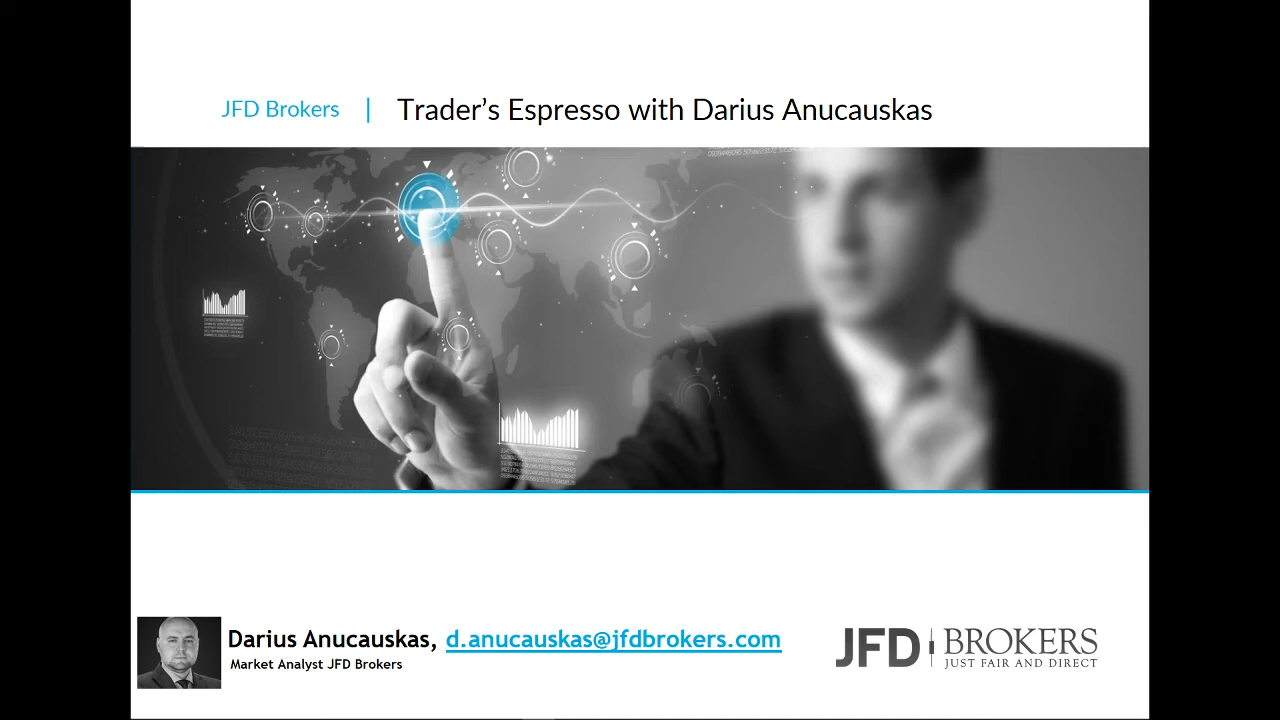 JFD Brokers | Trader's Espresso with Darius Anucauskas
Darius Anucauskas, d.anucauskas@jfdbrokers.com
Market Analyst JFD Brokers
JFD | BROKERS
JUST FAIR AND DIRECT